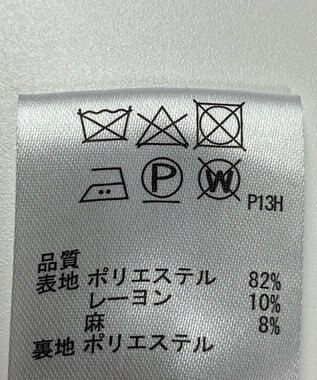 P W P13H
品質
表地 ポリエステル 82%
レーヨン 10%
麻 8%
裏地 ポリエステル